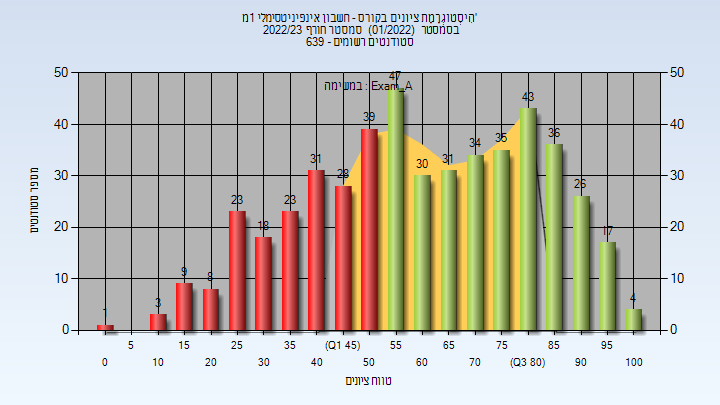 היסטוגרמת ציונים בקורס - חשבון אינפיניטסימלי 1מ'
בסמסטר (01/2022) סמסטר חורף 2022/23
סטודנטים רשומים - 639
במשימה : Exam_A
מספר סטודנטים
50 40 30 20 10 0
1 3 9 8 23 18 23 31 28 39 47 30 31 34 35 43 36 26 17 4
50 40 30 20 10 0
5 15 25 35 (Q1 45) 55 65 75 85 95
0 10 20 30 40 50 60 70 (Q3 80) 90 100
טווח ציונים